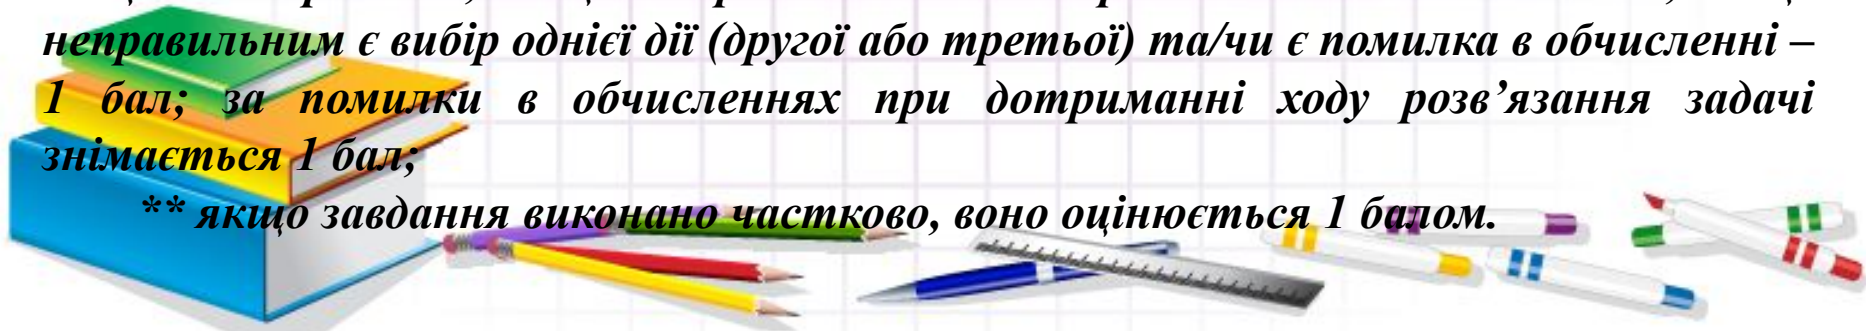 неправильним є вибір однієї дії (другої або третьої) та/чи є помилка в обчисленні –
1 бал; за помилки в обчисленнях при дотриманні ходу розв’язання задачі
знімається 1 бал;
** якщо завдання виконано частково, воно оцінюється 1 балом.